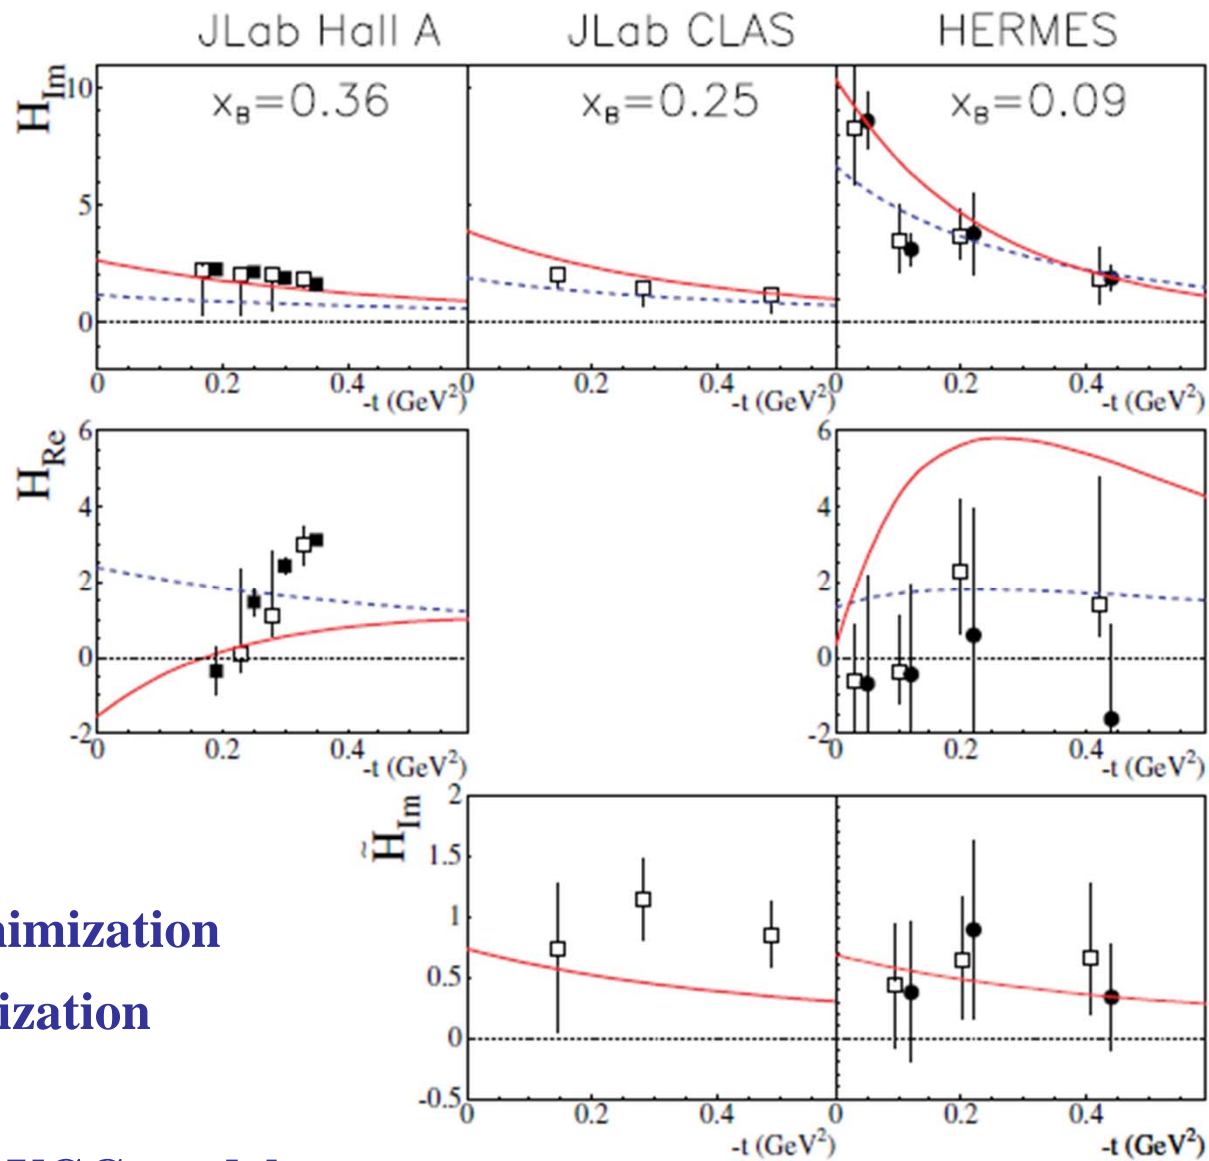 JLab Hall A JLab CLAS HERMES
H_Im 10 5 0
x_B=0.36 x_B=0.25 x_B=0.09
0 0.2 0.4 0 0.2 0.4 0 0.2 0.4
-t (GeV²) -t (GeV²) -t (GeV²)
H_Re 6 4 2 0 -2
6 4 2 0 -2
0 0.2 0.4 0 0.2 0.4
-t (GeV²) -t (GeV²)
H̃_Im 2 1.5 1 0.5 0 -0.5
nimization
ization
0 0.2 0.4 0 0.2 0.4
-t (GeV²) -t (GeV²)